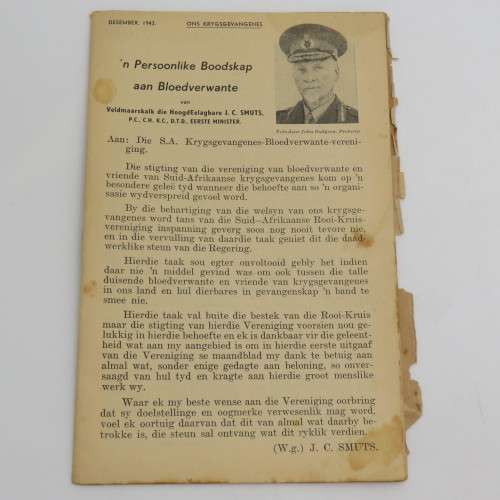 DESEMBER, 1942.
ONS KRYGSGEVANGENES
'n Persoonlike Boodskap
aan Bloedverwante
van
Veldmaarskalk die HoogdEelagbare J. C. SMUTS,
P.C., C.H. K.C., D.T.D., EERSTE MINISTER.
Aan: Die S.A. Krygsgevangenes-Bloedverwante-vereni-
ging.
Die stigting van die vereniging van bloedverwante en
vriende van Suid-Afrikaanse krygsgevangenes kom op 'n
besondere geleë tyd wanneer die behoefte aan so 'n organi-
sasie wydverspreid gevoel word.
By die behartiging van die welsyn van ons krygsge-
vangenes word tans van die Suid-Afrikaanse Rooi-Kruis-
vereniging inspanning geverg soos nog nooit tevore nie,
en in die vervulling van daardie taak geniet dit die daad-
werklike steun van die Regering.
Hierdie taak sou egter onvoltooid gebly het indien
daar nie 'n middel gevind was om ook tussen die talle
duisende bloedverwante en vriende van krygsgevangenes
in ons land en hul dierbares in gevangenskap 'n band te
smee nie.
Hierdie taak val buite die bestek van die Rooi-Kruis
maar die stigting van hierdie Vereniging voorsien nou ge-
lukkig in hierdie behoefte en ek is dankbaar vir die geleent-
heid wat aan my aangebied is om in hierdie eerste uitgaaf
van die Vereniging se maandblad my dank te betuig aan
almal wat, sonder enige gedagte aan beloning, so onver-
saagd van hul tyd en kragte aan hierdie groot menslike
werk wy.
Waar ek my beste wense aan die Vereniging oorbring
dat sy doelstellinge en oogmerke verwesenlik mag word,
voel ek oortuig daarvan dat dit van almal wat daarby be-
trokke is, die steun sal ontvang wat dit ryklik verdien.
(W.g.) J. C. SMUTS.